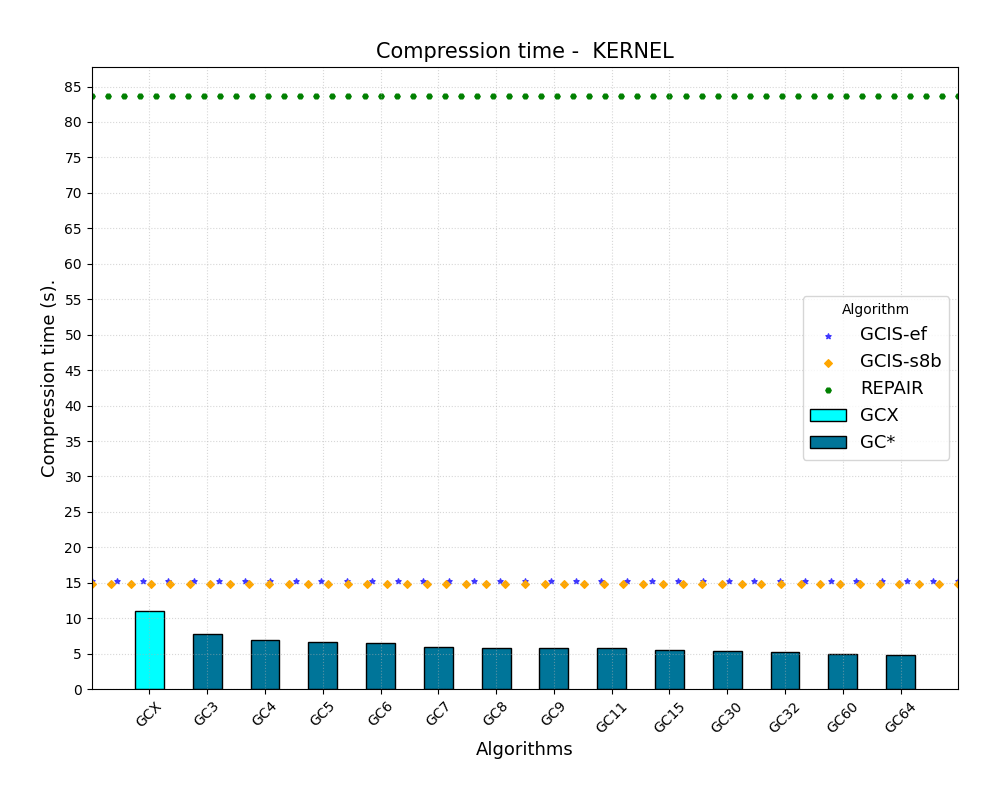 Compression time -  KERNEL
Compression time (s).
85
80
75
70
65
60
55
50
45
40
35
30
25
20
15
10
5
0
Algorithm
GCIS-ef
GCIS-s8b
REPAIR
GCX
GC*
GCX
GC3
GC4
GC5
GC6
GC7
GC8
GC9
GC11
GC15
GC30
GC32
GC60
GC64
Algorithms